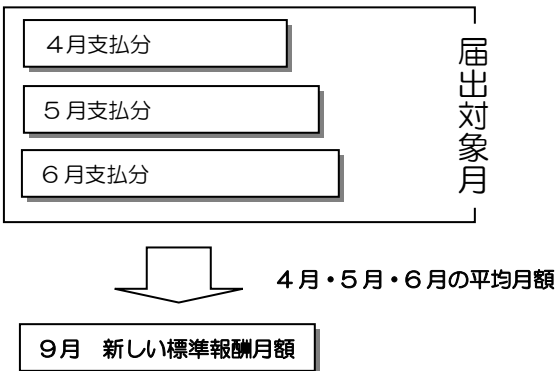 ４月支払分
５月支払分
６月支払分
届出対象月
４月・５月・６月の平均月額
９月　新しい標準報酬月額